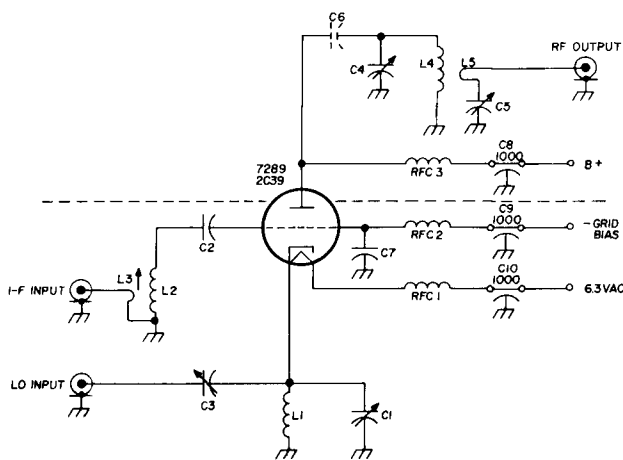 C6
C4
L4
L5
C5
RF OUTPUT
7289
2C39
RFC 3
C8
1000
B+
C2
C7
RFC 2
C9
1000
-GRID
BIAS
L3
L2
I-F INPUT
RFC 1
C10
1000
6.3VAC
LO INPUT
C3
L1
C1